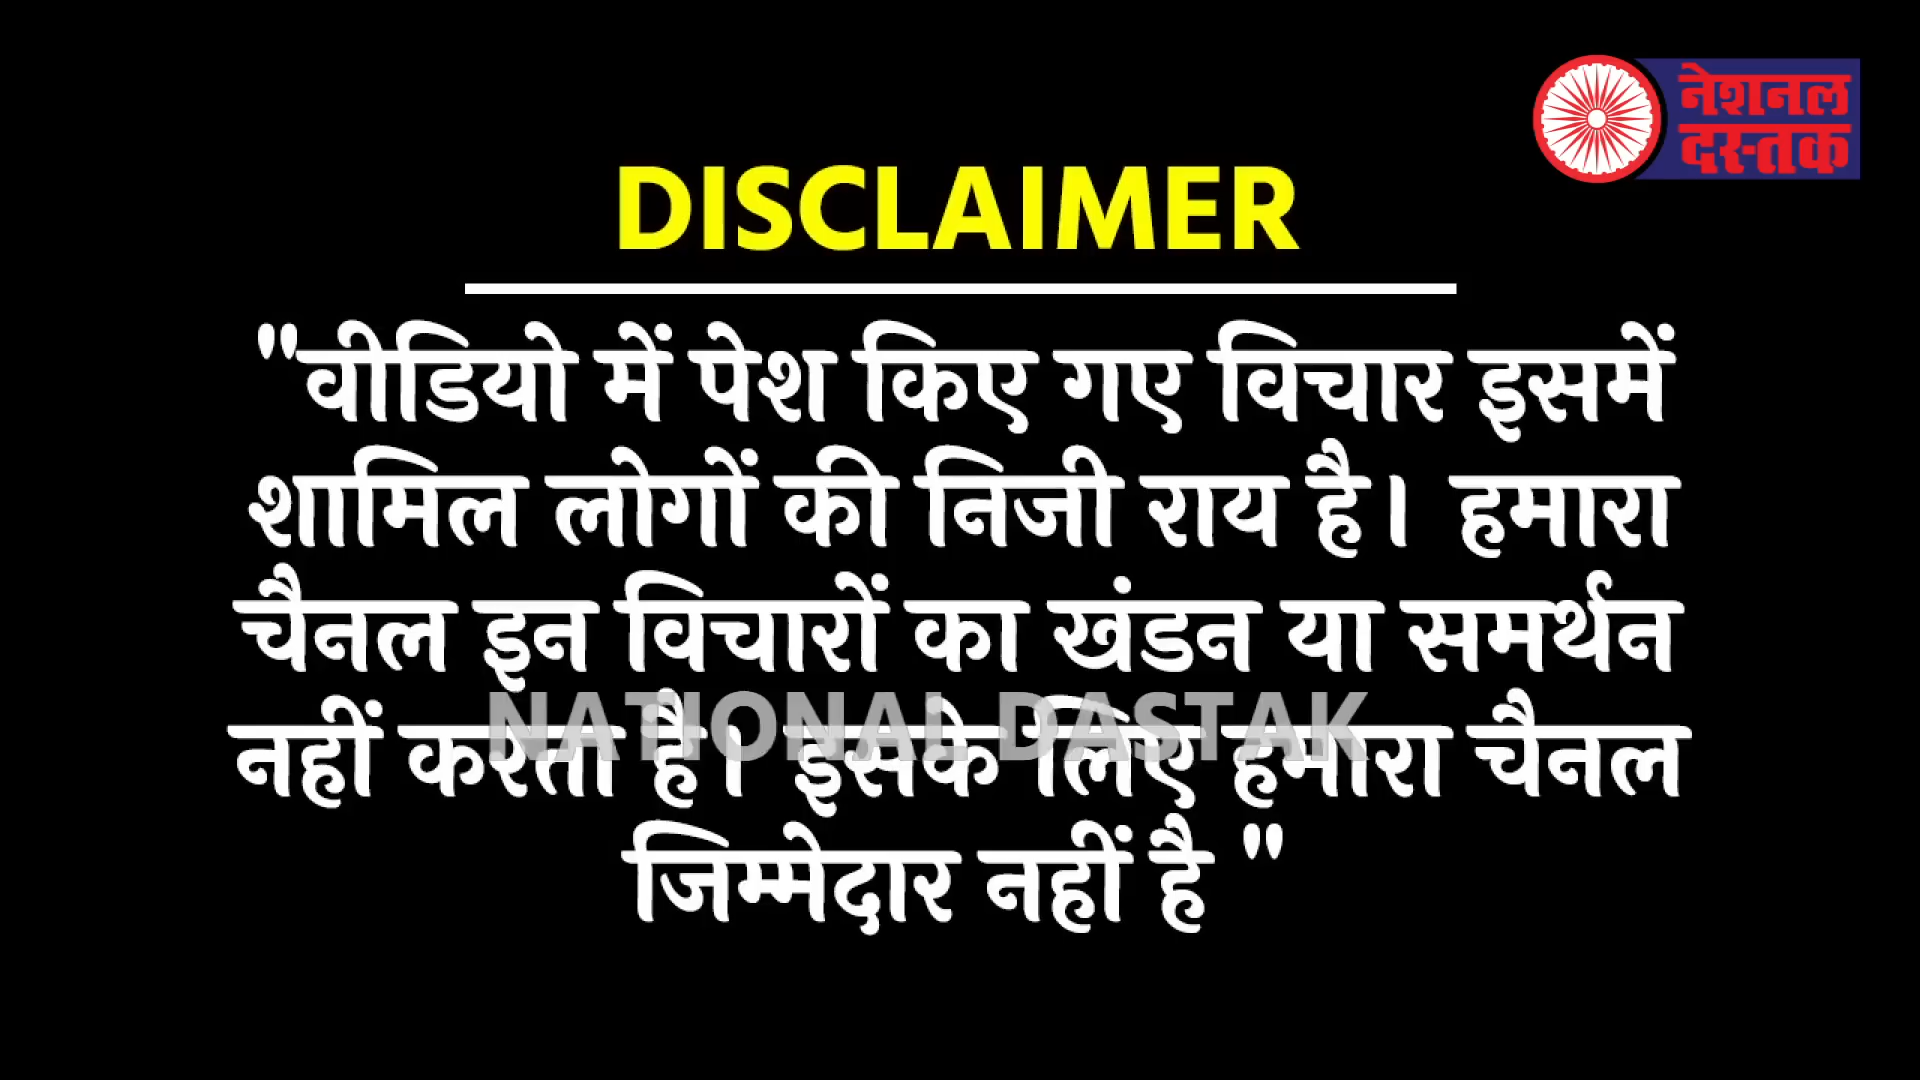 नेशनल
दस्तक
DISCLAIMER
"वीडियो में पेश किए गए विचार इसमें
शामिल लोगों की निजी राय है। हमारा
चैनल इन विचारों का खंडन या समर्थन
NATIONAL DASTAK
नहीं करता है। इसके लिए हमारा चैनल
जिम्मेदार नहीं है "